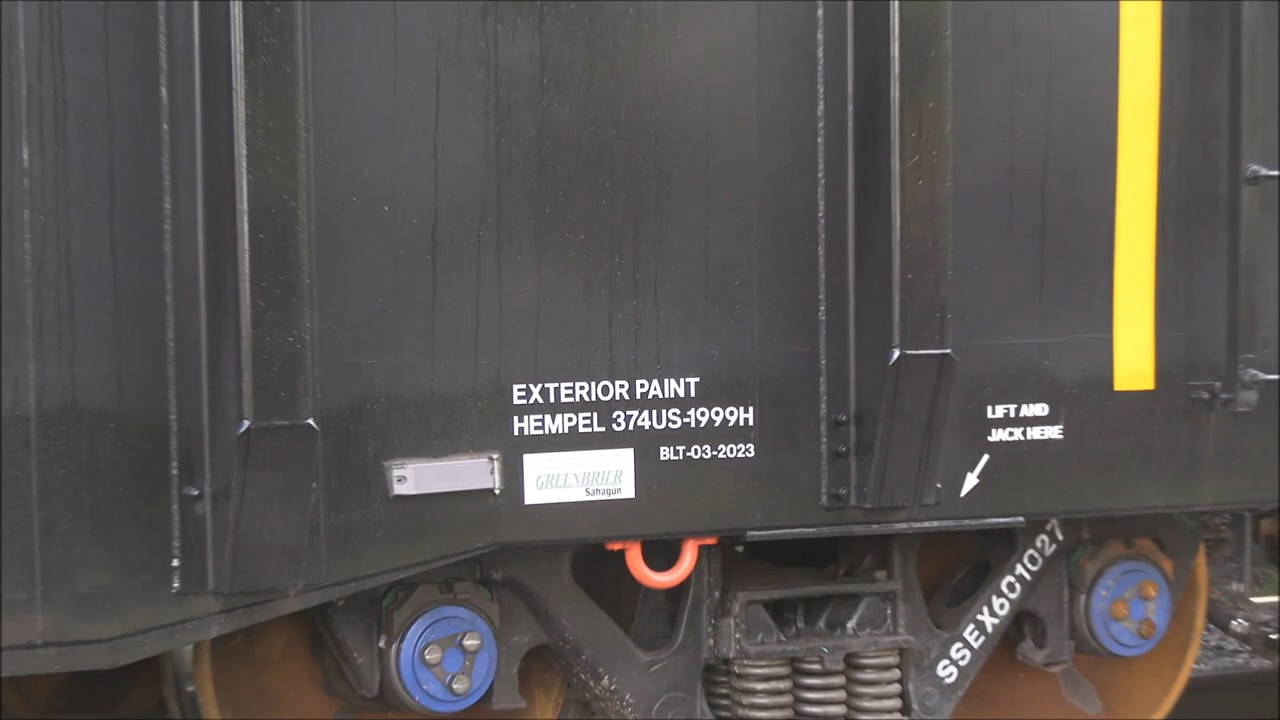 EXTERIOR PAINT
HEMPEL 374US-1999H
BLT-03-2023
GREENBRIER
Sahagun
LIFT AND
JACK HERE
SSEX601027